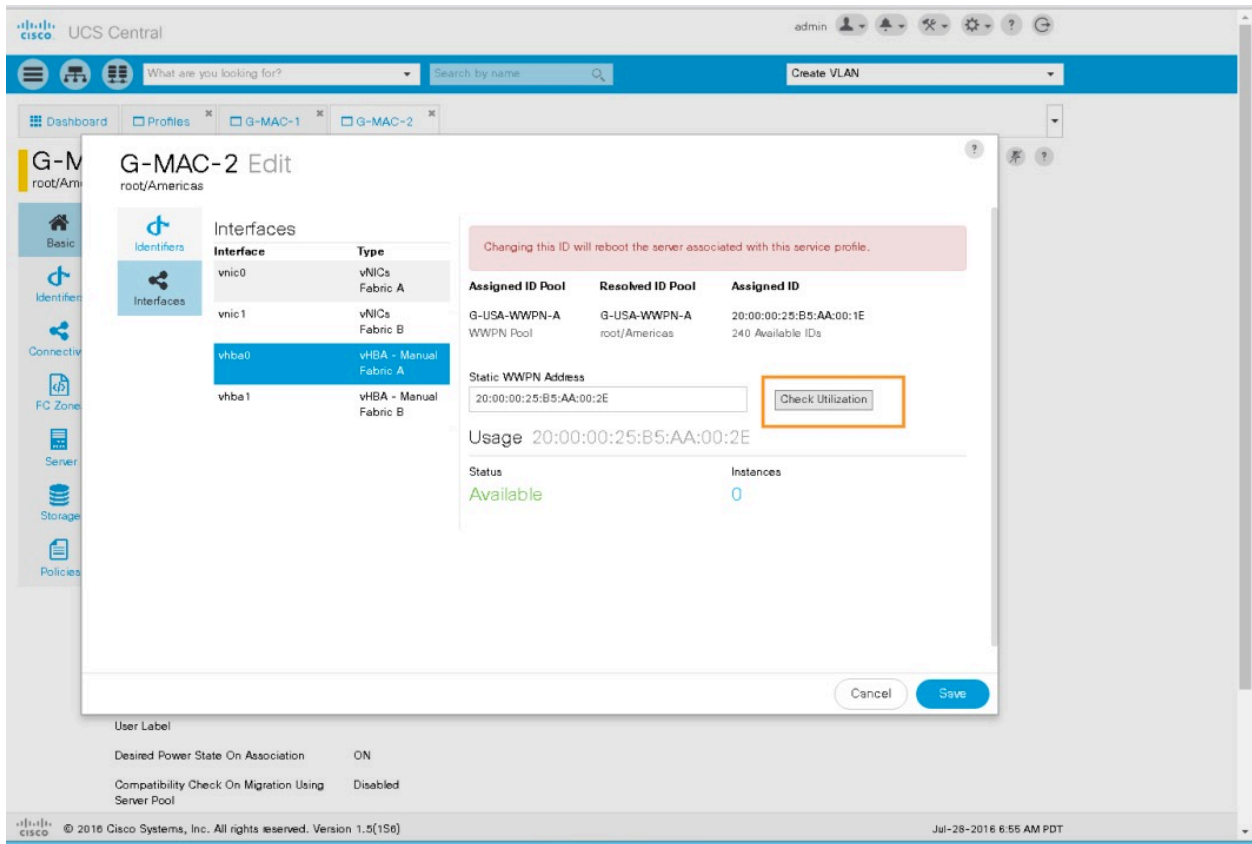 cisco UCS Central
admin
What are you looking for?
Search by name
Create VLAN
Dashboard
Profiles
G-MAC-1
G-MAC-2
G-M
root/Am
Basic
Identifier
Connectiv
FC Zone
Server
Storage
Policies
G-MAC-2 Edit
root/Americas
Identifiers
Interfaces
Interfaces
Interface Type
vnic0 vNICs
Fabric A
vnic1 vNICs
Fabric B
vhba0 vHBA - Manual
Fabric A
vhba1 vHBA - Manual
Fabric B
Changing this ID will reboot the server associated with this service profile.
Assigned ID Pool Resolved ID Pool Assigned ID
G-USA-WWPN-A G-USA-WWPN-A 20:00:00:25:B5:AA:00:1E
WWPN Pool root/Americas 240 Available IDs
Static WWPN Address
20:00:00:25:B5:AA:00:2E Check Utilization
Usage 20:00:00:25:B5:AA:00:2E
Status Instances
Available 0
Cancel Save
User Label
Desired Power State On Association ON
Compatibility Check On Migration Using Disabled
Server Pool
cisco © 2016 Cisco Systems, Inc. All rights reserved. Version 1.5(1S6) Jul-28-2016 6:55 AM PDT